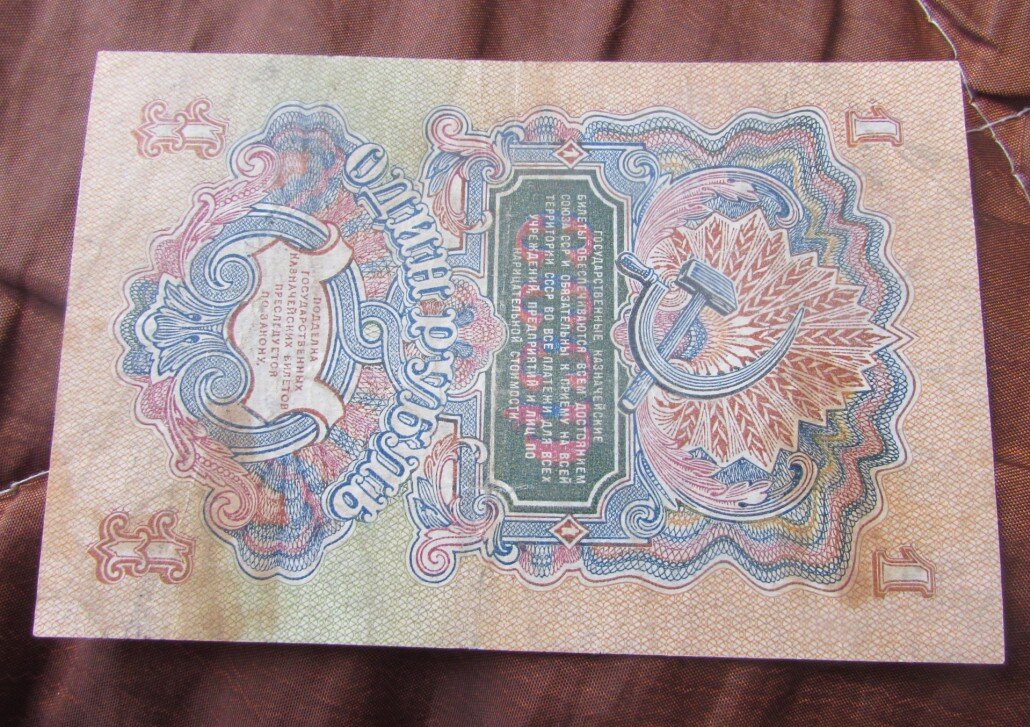 1 1
ГОСУДАРСТВЕННЫЕ КАЗНАЧЕЙСКИЕ
БИЛЕТЫ ОБЕСПЕЧИВАЮТСЯ ВСЕМ ДОСТОЯНИЕМ
СОЮЗА ССР И ОБЯЗАТЕЛЬНЫ К ПРИЕМУ НА ВСЕЙ
ТЕРРИТОРИИ СССР ВО ВСЕ ПЛАТЕЖИ ДЛЯ ВСЕХ
УЧРЕЖДЕНИЙ, ПРЕДПРИЯТИЙ И ЛИЦ ПО
НАРИЦАТЕЛЬНОЙ СТОИМОСТИ
1 1
ОДИН РУБЛЬ
ПОДДЕЛКА
ГОСУДАРСТВЕННЫХ
КАЗНАЧЕЙСКИХ БИЛЕТОВ
ПРЕСЛЕДУЕТСЯ
ПО ЗАКОНУ.
1 1